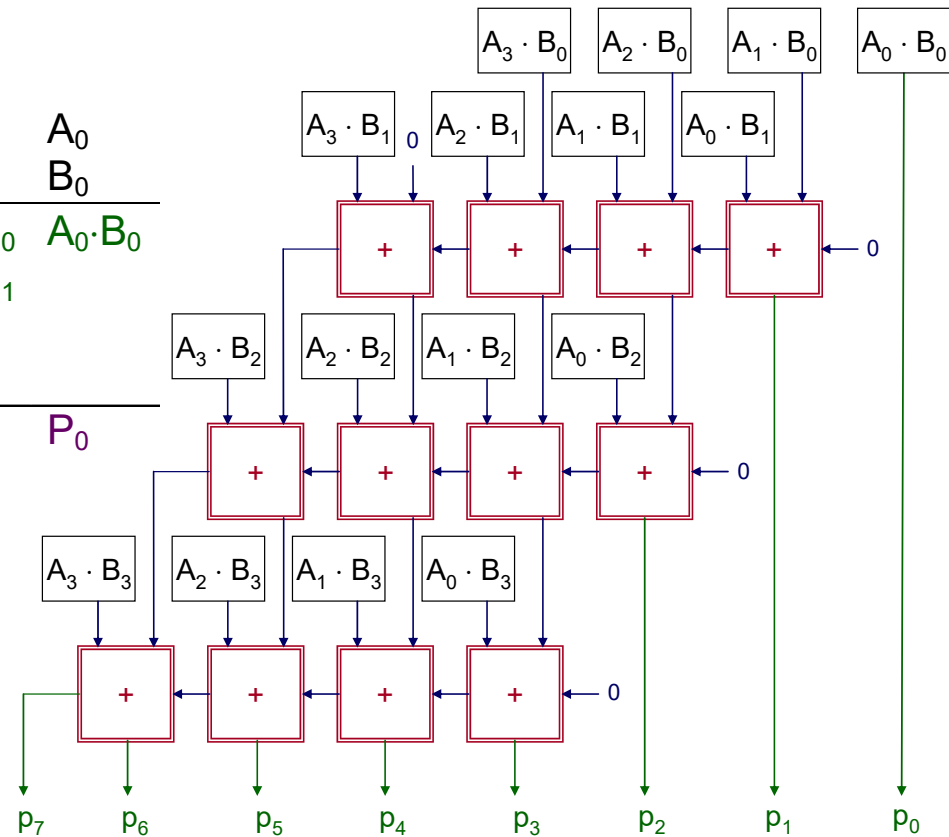 A₃ · B₀ A₂ · B₀ A₁ · B₀ A₀ · B₀
A₃ · B₁ 0 A₂ · B₁ A₁ · B₁ A₀ · B₁
A₀
B₀
₀ A₀·B₀
+ + + + 0
₁
A₃ · B₂ A₂ · B₂ A₁ · B₂ A₀ · B₂
P₀
+ + + + 0
A₃ · B₃ A₂ · B₃ A₁ · B₃ A₀ · B₃
+ + + + 0
p₇ p₆ p₅ p₄ p₃ p₂ p₁ p₀